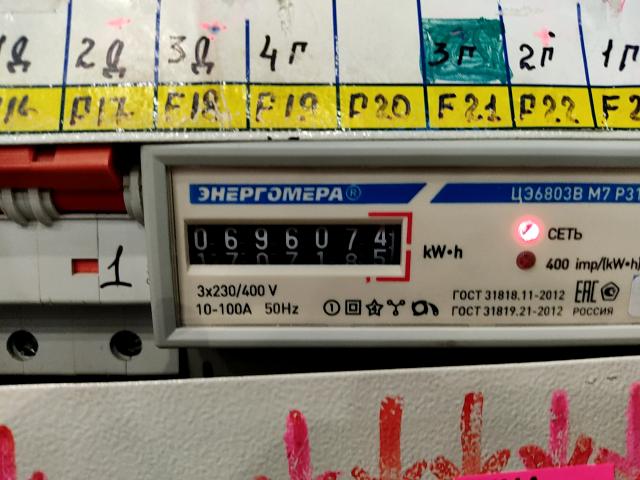 2Д 3Д 4Г 3Г 2Г 1Г
F17 F18 F19 F20 F21 F22
ЭНЕРГОМЕРА®
ЦЭ6803В М7 Р31
0696074
kW•h
СЕТЬ
400 imp/(kW•h)
3x230/400 V
10-100A 50Hz
ГОСТ 31818.11-2012
ГОСТ 31819.21-2012
ЕАС
РОССИЯ
1